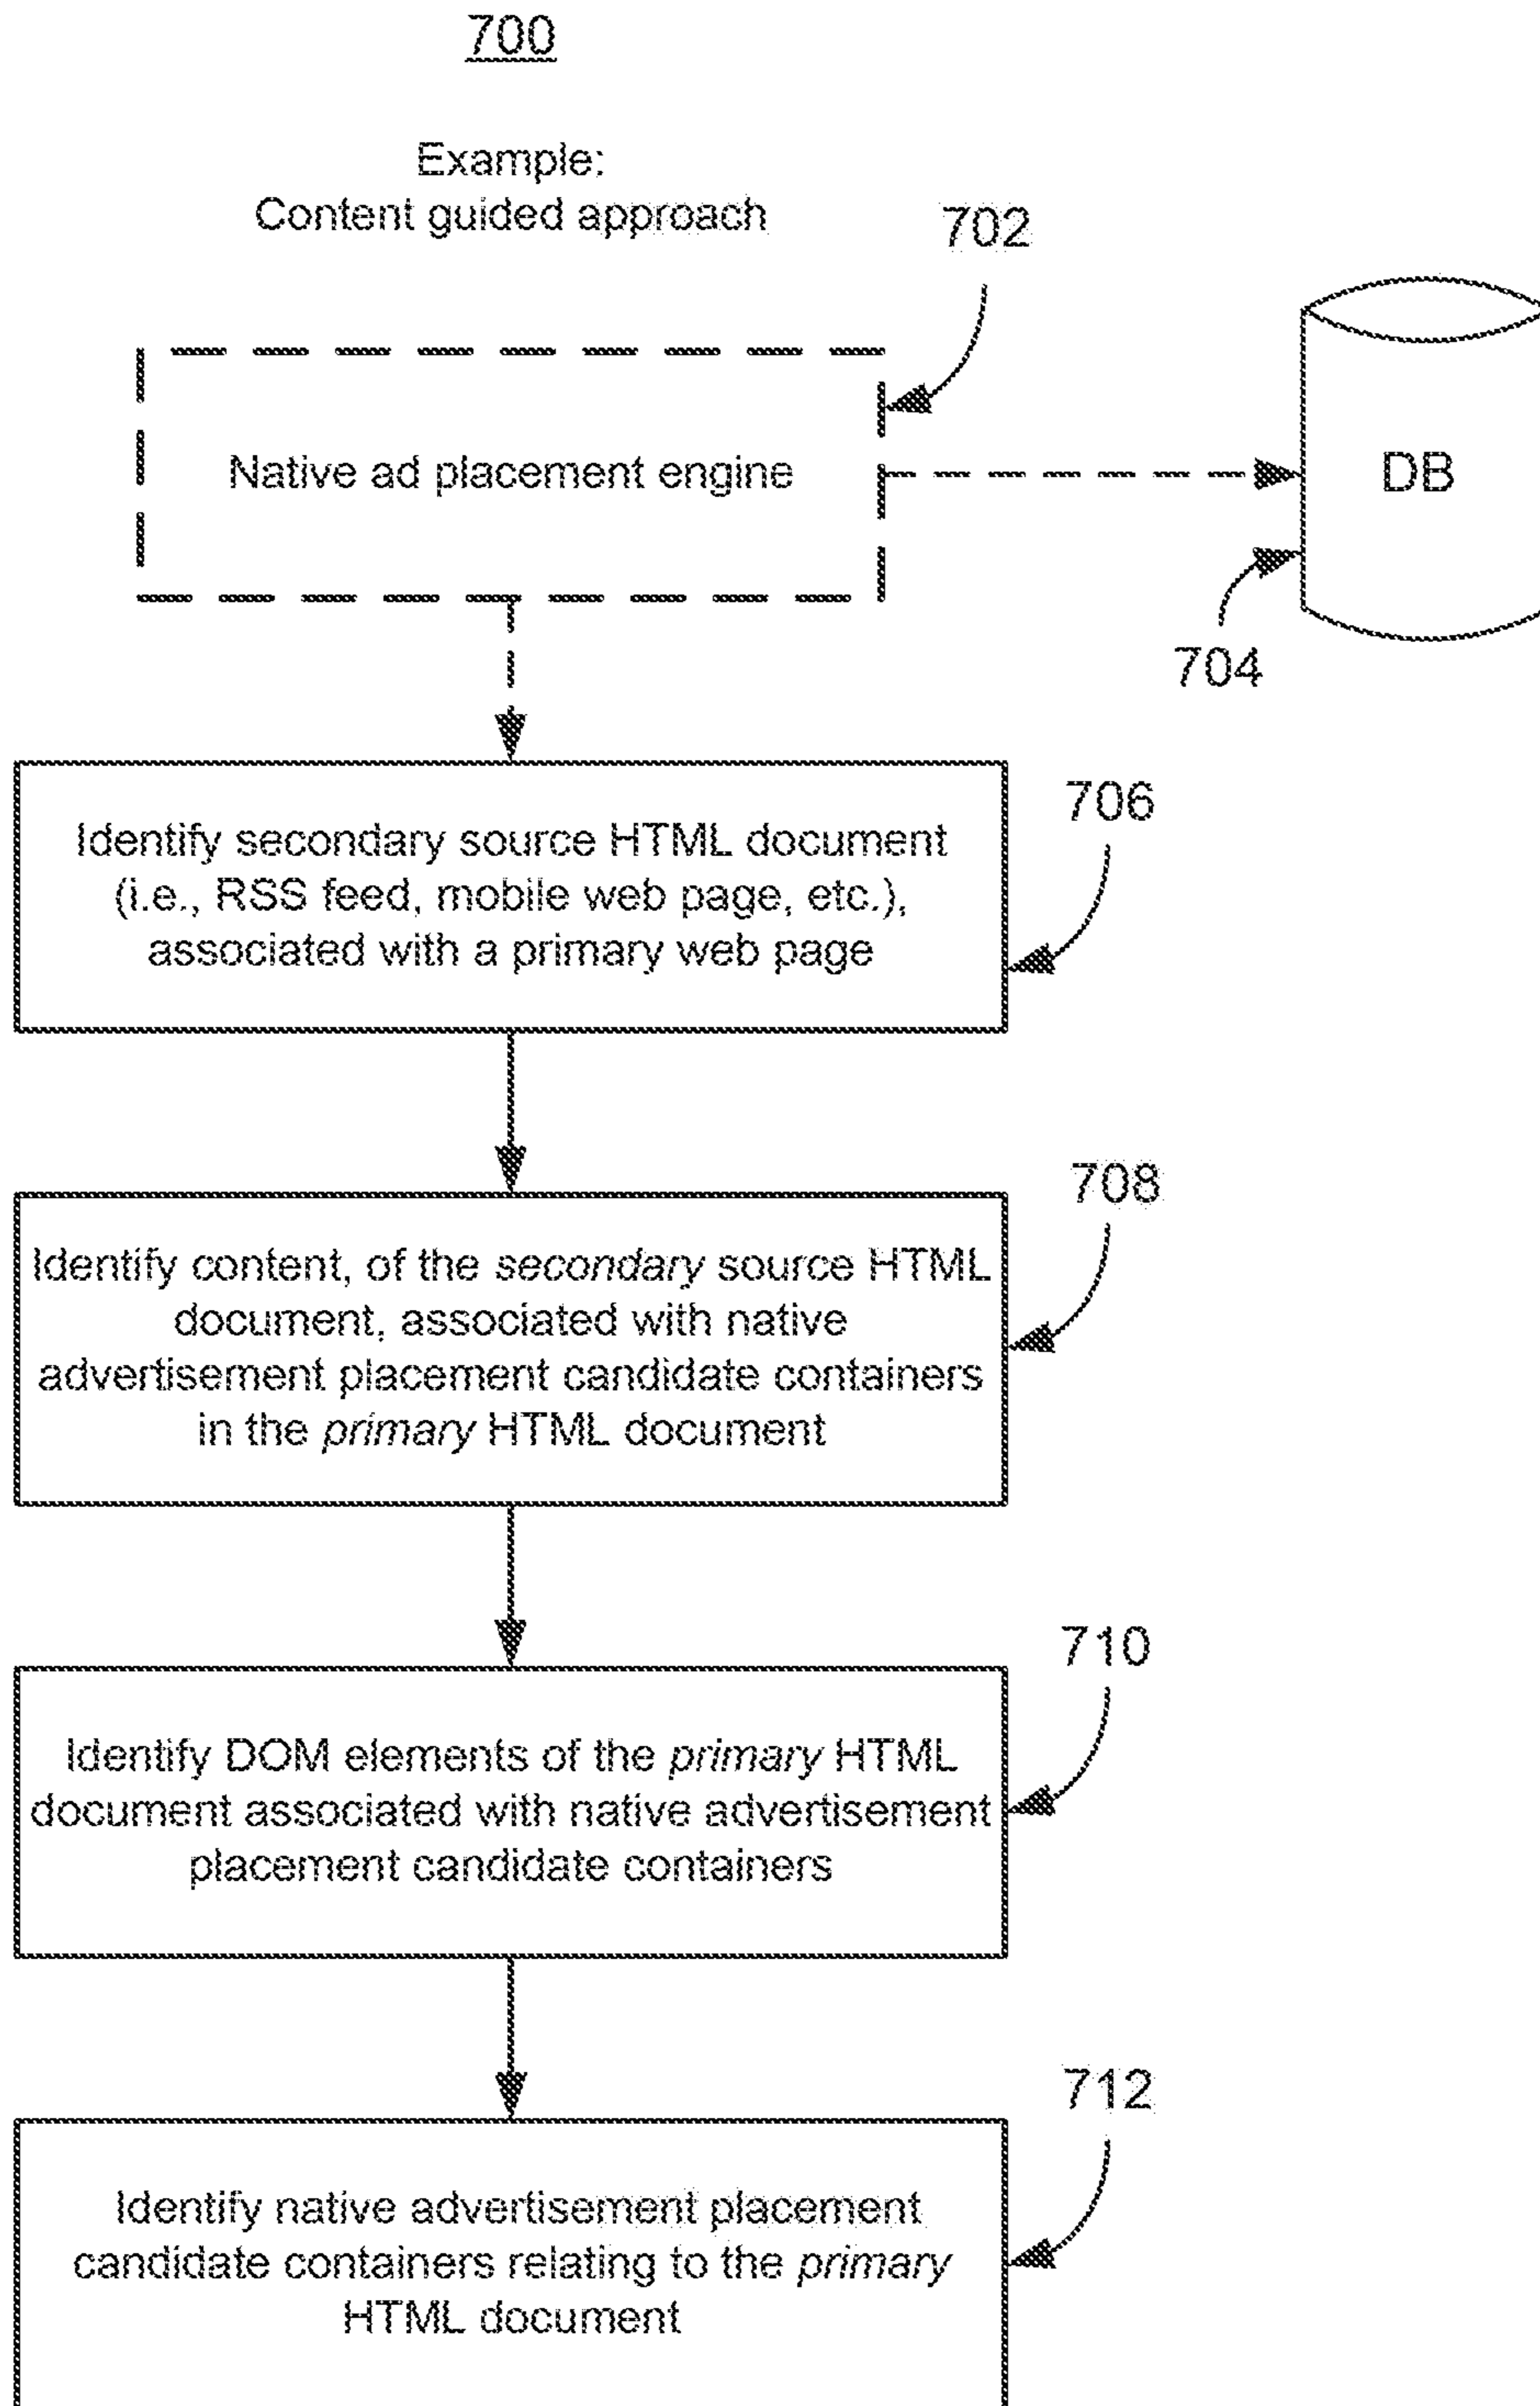 700
Example:
Content guided approach
702
Native ad placement engine
DB
704
Identify secondary source HTML document
(i.e., RSS feed, mobile web page, etc.),
associated with a primary web page
706
Identify content, of the secondary source HTML
document, associated with native
advertisement placement candidate containers
in the primary HTML document
708
Identify DOM elements of the primary HTML
document associated with native advertisement
placement candidate containers
710
Identify native advertisement placement
candidate containers relating to the primary
HTML document
712